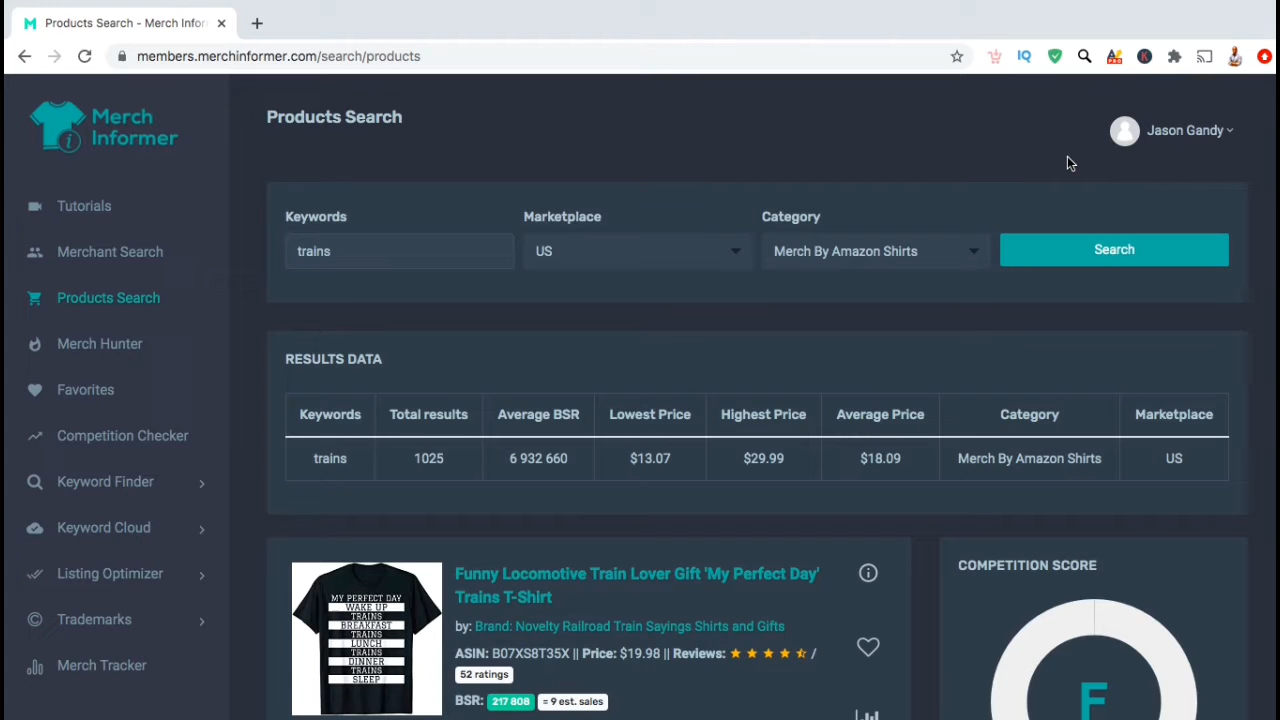 Products Search - Merch Infor
members.merchinformer.com/search/products
Merch
Informer
Products Search
Jason Gandy
Tutorials
Merchant Search
Products Search
Merch Hunter
Favorites
Competition Checker
Keyword Finder
Keyword Cloud
Listing Optimizer
Trademarks
Merch Tracker
Keywords Marketplace Category
trains US Merch By Amazon Shirts Search
RESULTS DATA
Keywords Total results Average BSR Lowest Price Highest Price Average Price Category Marketplace
trains 1025 6 932 660 $13.07 $29.99 $18.09 Merch By Amazon Shirts US
MY PERFECT DAY
WAKE UP
TRAINS
BREAKFAST
TRAINS
LUNCH
TRAINS
DINNER
TRAINS
SLEEP
Funny Locomotive Train Lover Gift 'My Perfect Day'
Trains T-Shirt
by: Brand: Novelty Railroad Train Sayings Shirts and Gifts
ASIN: B07XS8T35X || Price: $19.98 || Reviews: /
52 ratings
BSR: 217 808 ≈ 9 est. sales
COMPETITION SCORE
F